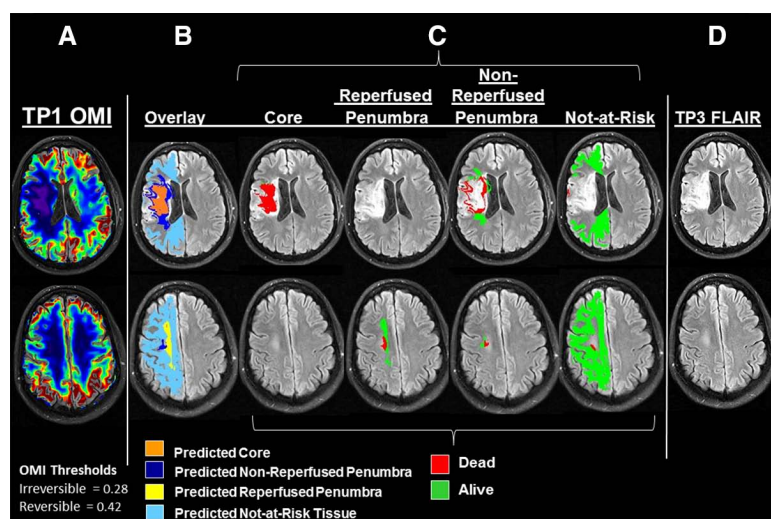 A
B
C
D
TP1 OMI
Overlay
Core
Reperfused
Penumbra
Non-
Reperfused
Penumbra
Not-at-Risk
TP3 FLAIR
OMI Thresholds
Irreversible = 0.28
Reversible = 0.42
Predicted Core
Predicted Non-Reperfused Penumbra
Predicted Reperfused Penumbra
Predicted Not-at-Risk Tissue
Dead
Alive